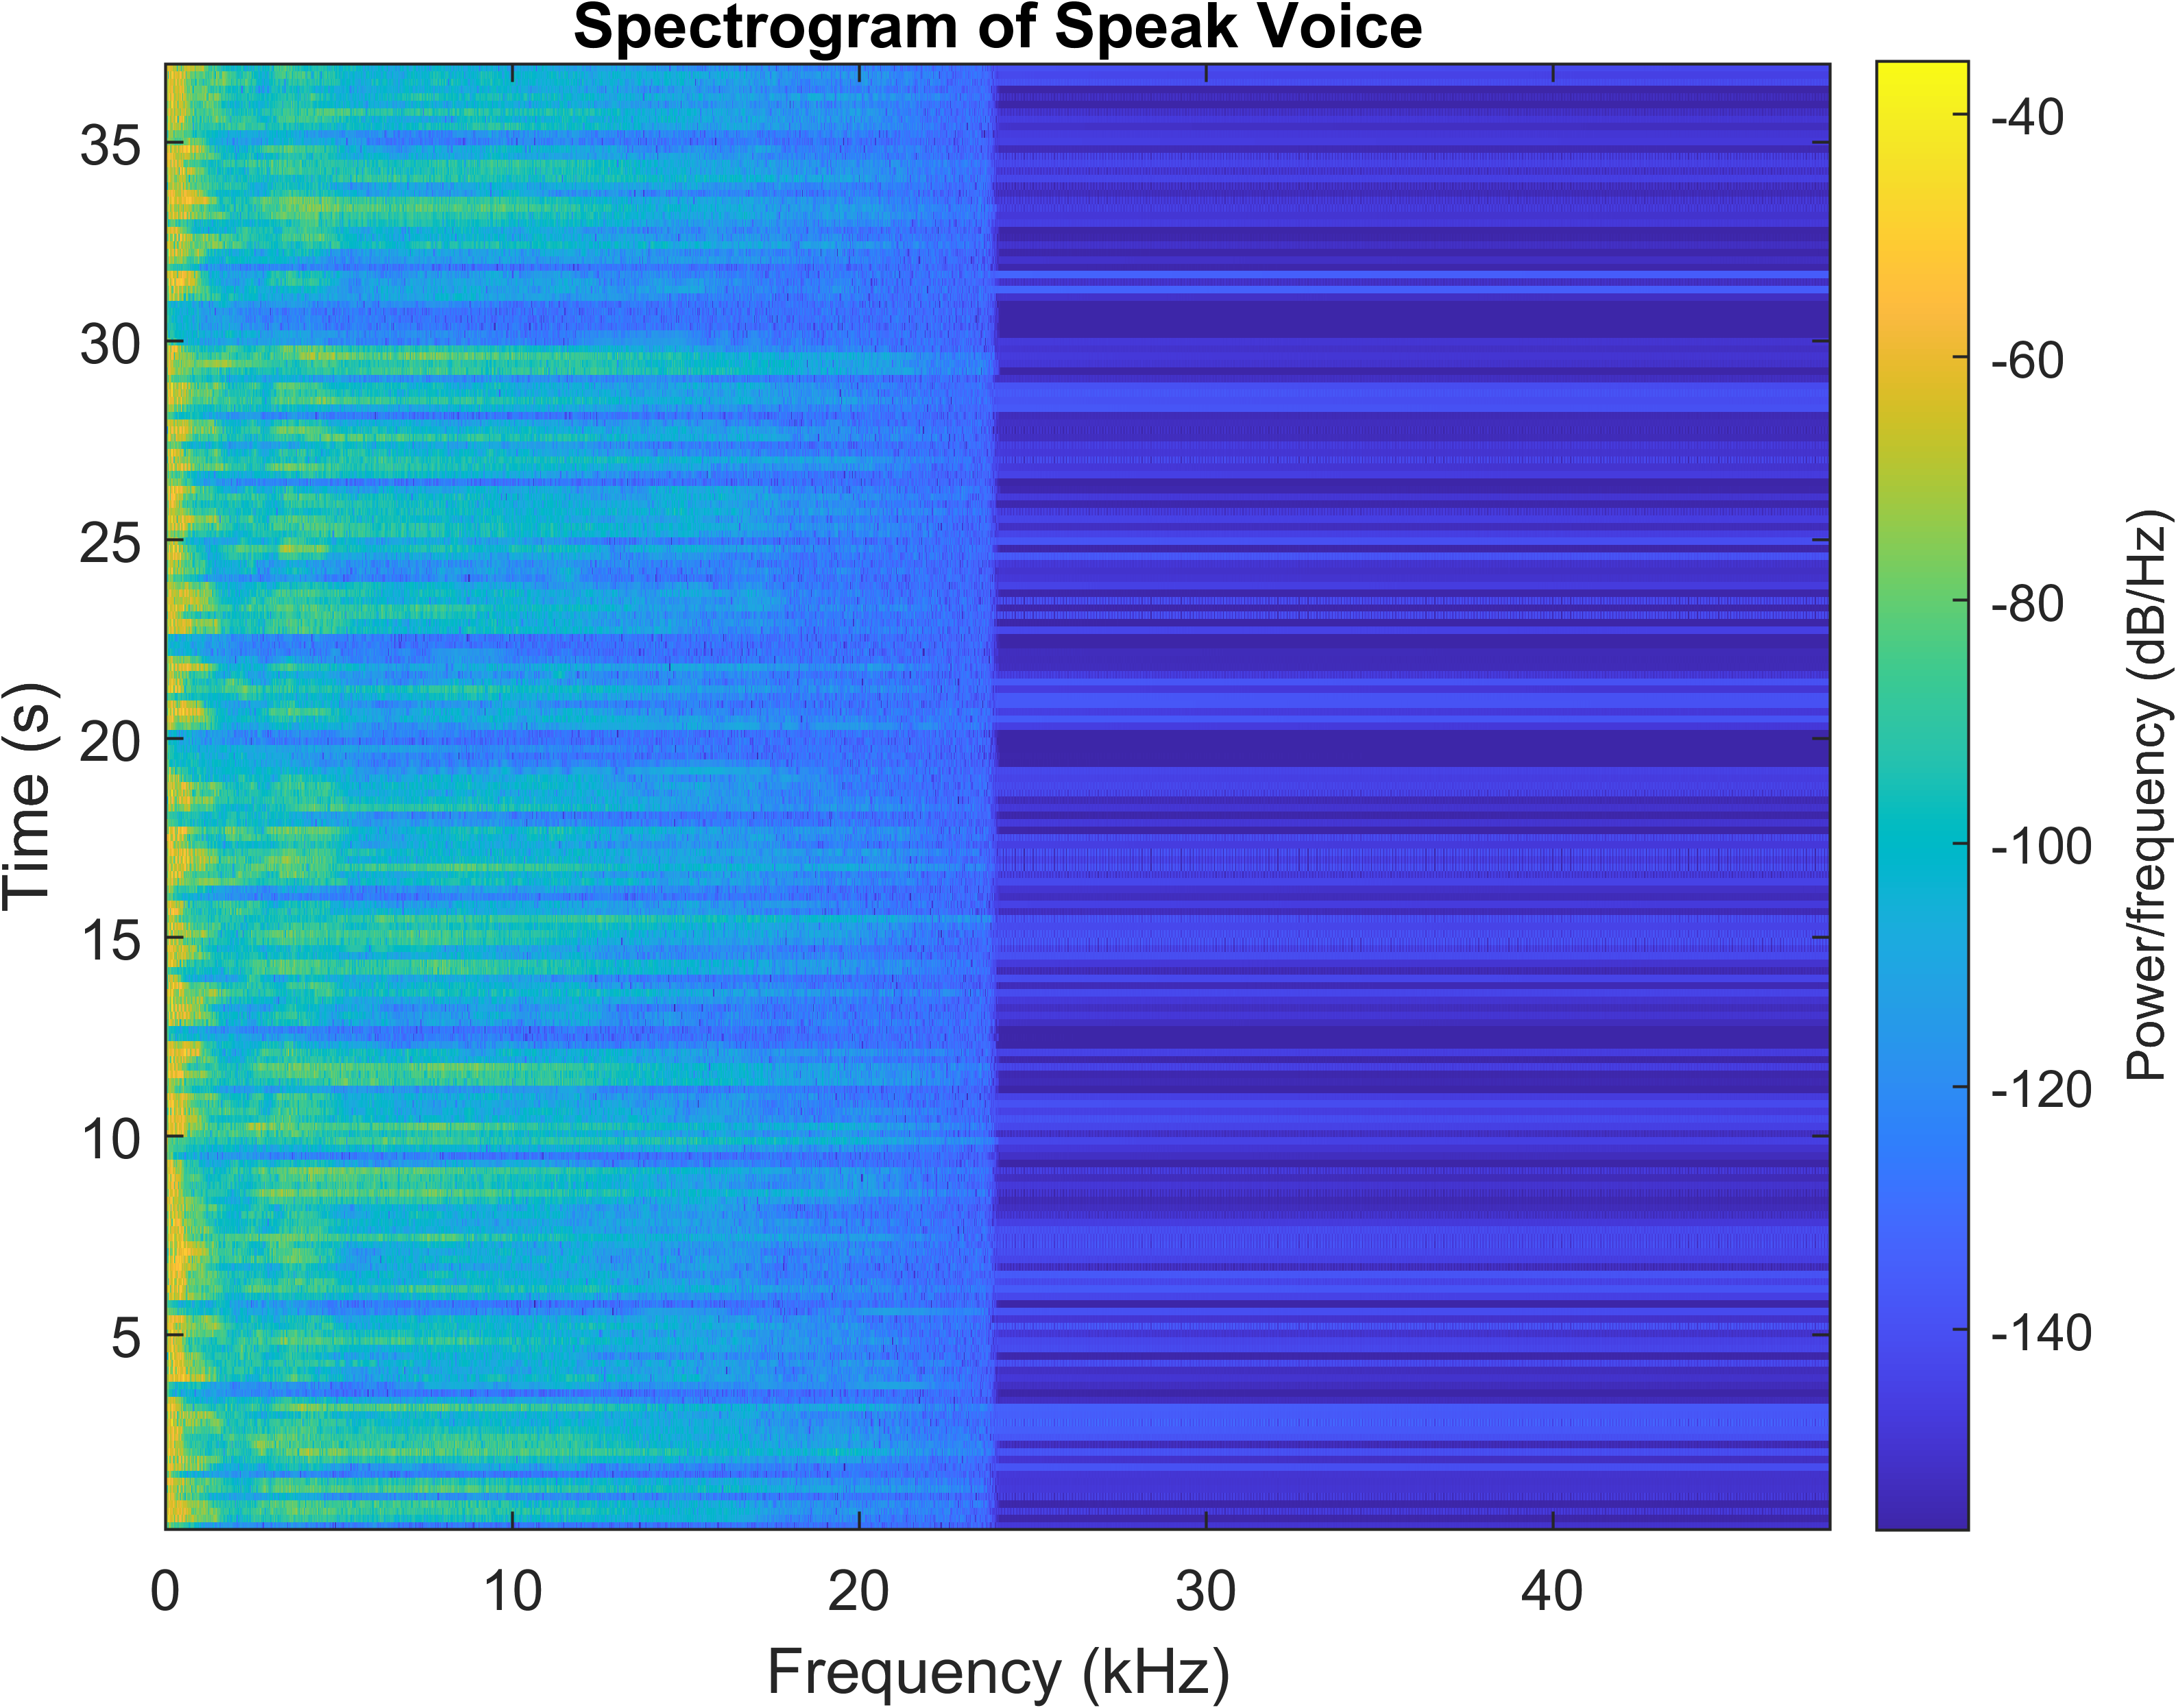 Spectrogram of Speak Voice
35
30
25
20
15
10
5
Time (s)
0 10 20 30 40
Frequency (kHz)
-40
-60
-80
-100
-120
-140
Power/frequency (dB/Hz)